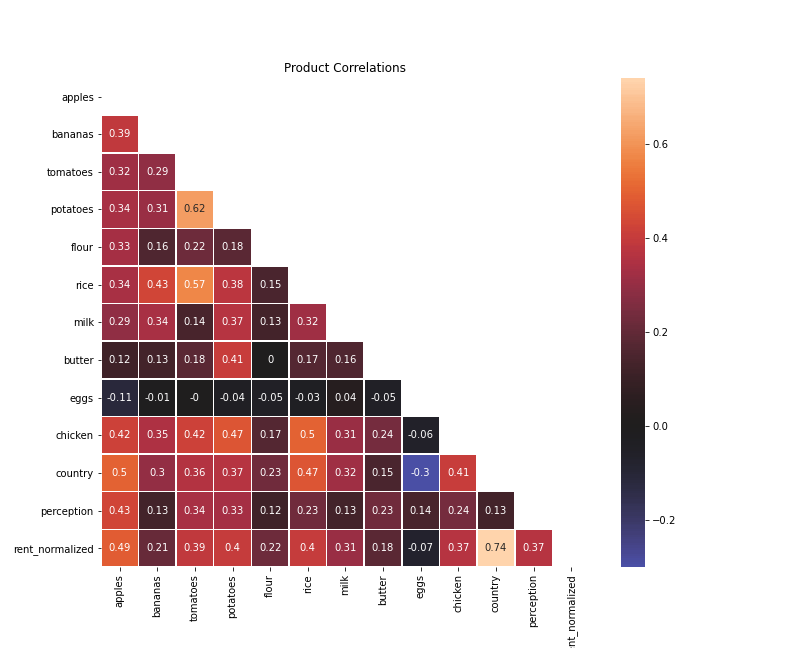 Product Correlations
apples
bananas 0.39
tomatoes 0.32 0.29
potatoes 0.34 0.31 0.62
flour 0.33 0.16 0.22 0.18
rice 0.34 0.43 0.57 0.38 0.15
milk 0.29 0.34 0.14 0.37 0.13 0.32
butter 0.12 0.13 0.18 0.41 0 0.17 0.16
eggs -0.11 -0.01 -0 -0.04 -0.05 -0.03 0.04 -0.05
chicken 0.42 0.35 0.42 0.47 0.17 0.5 0.31 0.24 -0.06
country 0.5 0.3 0.36 0.37 0.23 0.47 0.32 0.15 -0.3 0.41
perception 0.43 0.13 0.34 0.33 0.12 0.23 0.13 0.23 0.14 0.24 0.13
rent_normalized 0.49 0.21 0.39 0.4 0.22 0.4 0.31 0.18 -0.07 0.37 0.74 0.37
apples
bananas
tomatoes
potatoes
flour
rice
milk
butter
eggs
chicken
country
perception
nt_normalized
0.6
0.4
0.2
0.0
−0.2